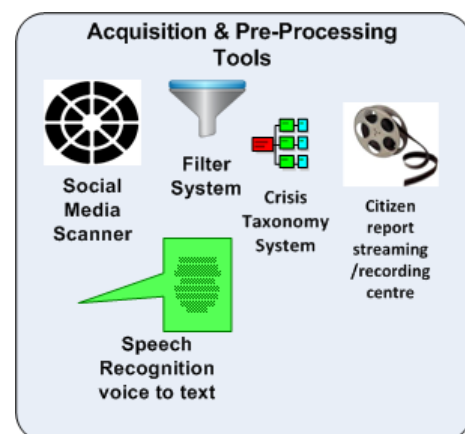 Acquisition & Pre-Processing
Tools
Social
Media
Scanner
Filter
System
Crisis
Taxonomy
System
Citizen
report
streaming
/recording
centre
Speech
Recognition
voice to text